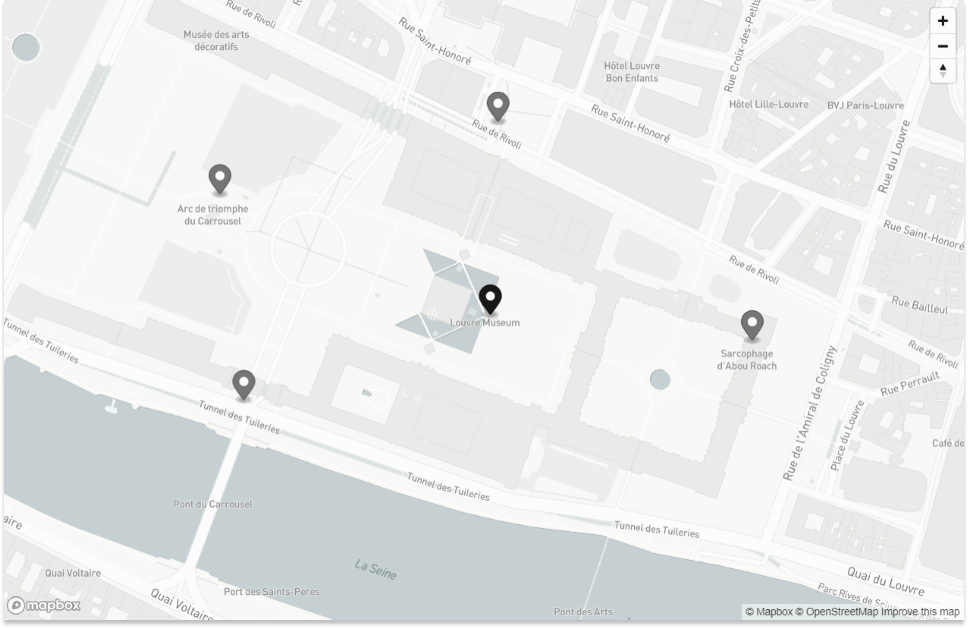 Rue de Rivoli
Musée des arts
décoratifs
Rue Saint-Honoré
Hôtel Louvre
Bon Enfants
Rue Croix-des-Petits
Hôtel Lille-Louvre
BVJ Paris-Louvre
Rue Saint-Honoré
Rue de Rivoli
Rue du Louvre
Arc de triomphe
du Carrousel
Rue Saint-Honoré
Rue de Rivoli
Rue Bailleul
Louvre Museum
Tunnel des Tuileries
Sarcophage
d'Abou Roach
Rue de Rivoli
Rue Perrault
Rue de l'Amiral de Coligny
Place du Louvre
Café de
Tunnel des Tuileries
Tunnel des Tuileries
Pont du Carrousel
Tunnel des Tuileries
taire
La Seine
Quai Voltaire
Quai du Louvre
Port des Saints-Pères
Quai Voltaire
Parc Rives de Seine
Pont des Arts
mapbox
© Mapbox © OpenStreetMap Improve this map